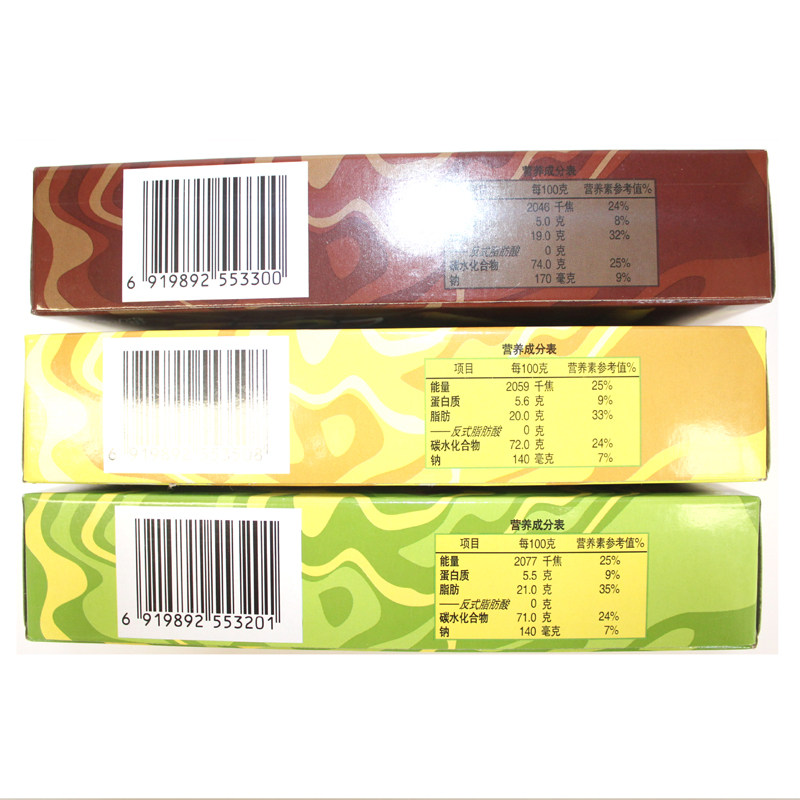 营养成分表
每100克 营养素参考值%
2046 千焦 24%
5.0 克 8%
19.0 克 32%
——反式脂肪酸 0 克
碳水化合物 74.0 克 25%
钠 170 毫克 9%
6 919892 553300
营养成分表
项目 每100克 营养素参考值%
能量 2059 千焦 25%
蛋白质 5.6 克 9%
脂肪 20.0 克 33%
——反式脂肪酸 0 克
碳水化合物 72.0 克 24%
钠 140 毫克 7%
营养成分表
项目 每100克 营养素参考值%
能量 2077 千焦 25%
蛋白质 5.5 克 9%
脂肪 21.0 克 35%
——反式脂肪酸 0 克
碳水化合物 71.0 克 24%
钠 140 毫克 7%
6 919892 553201